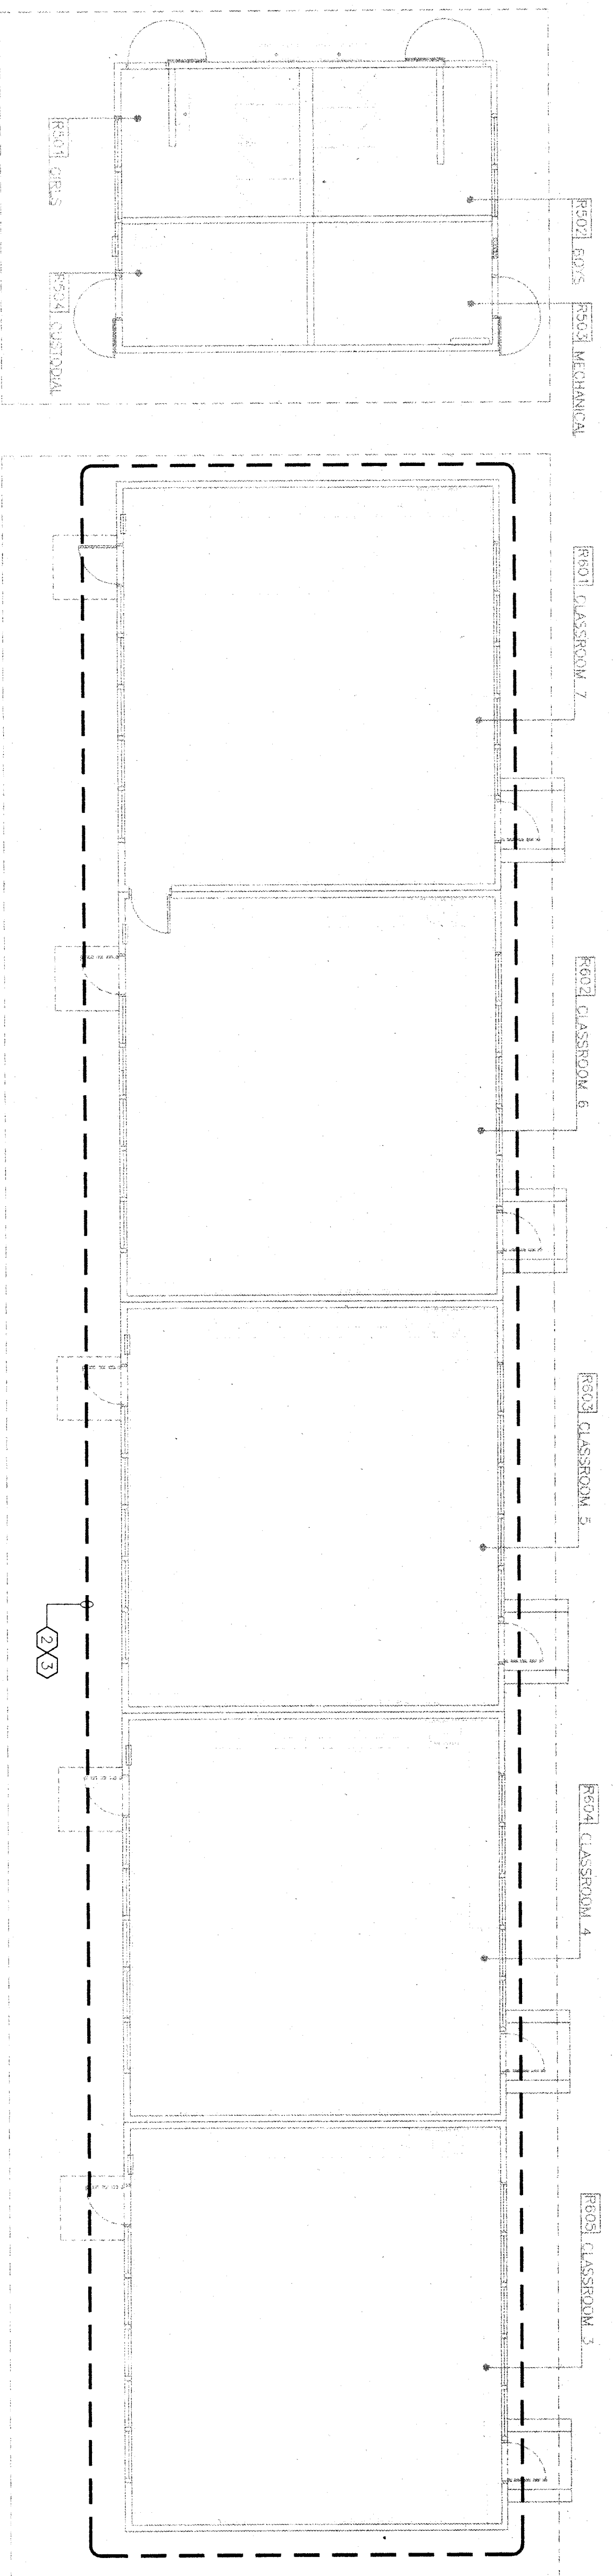 R501 GIRLS
R504 CUSTODIAL
R502 BOYS
R503 MECHANICAL
R601 CLASSROOM 7
R602 CLASSROOM 6
R603 CLASSROOM 5
R604 CLASSROOM 4
R605 CLASSROOM 3
2 3